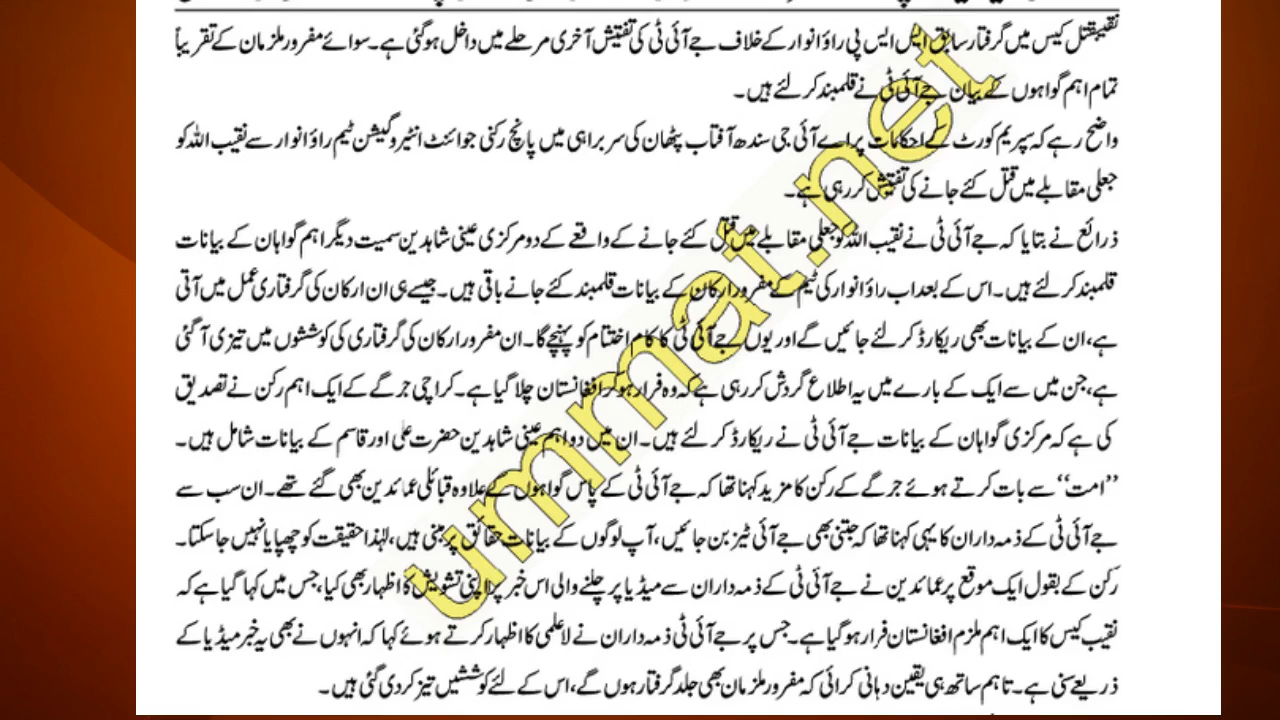 نقیب قتل کیس میں گرفتار سابق ایس ایس پی راؤ انوار کے خلاف جے آئی ٹی کی تفتیش آخری مرحلے میں داخل ہوگئی ہے۔ سوائے مفرور ملزمان کے تقریباً
تمام اہم گواہوں کے بیان جے آئی ٹی نے قلمبند کر لئے ہیں۔
واضح رہے کہ سپریم کورٹ کے احکامات پر اے آئی جی سندھ آفتاب پٹھان کی سربراہی میں پانچ رکنی جوائنٹ انٹیروگیشن ٹیم راؤ انوار سے نقیب اللہ کو
جعلی مقابلے میں قتل کئے جانے کی تفتیش کر رہی ہے۔
ذرائع نے بتایا کہ جے آئی ٹی نے نقیب اللہ کو جعلی مقابلے میں قتل کئے جانے کے واقعے کے دو مرکزی عینی شاہدین سمیت دیگر اہم گواہان کے بیانات
قلمبند کر لئے ہیں۔ اس کے بعد اب راؤ انوار کی ٹیم کے مفرور ارکان کے بیانات قلمبند کئے جانے باقی ہیں۔ جیسے ہی ان ارکان کی گرفتاری عمل میں آتی
ہے، ان کے بیانات بھی ریکارڈ کر لئے جائیں گے اور یوں جے آئی ٹی کا کام اختتام کو پہنچے گا۔ ان مفرور ارکان کی گرفتاری کی کوششوں میں تیزی آ گئی
ہے، جن میں سے ایک کے بارے میں یہ اطلاع گردش کر رہی ہے کہ وہ فرار ہوکر افغانستان چلا گیا ہے۔ کراچی جرگے کے ایک اہم رکن نے تصدیق
کی ہے کہ مرکزی گواہان کے بیانات جے آئی ٹی نے ریکارڈ کر لئے ہیں۔ ان میں دو اہم عینی شاہدین حضرت علی اور قاسم کے بیانات شامل ہیں۔
’’امت‘‘ سے بات کرتے ہوئے جرگے کے رکن کا مزید کہنا تھا کہ جے آئی ٹی کے پاس گواہوں کے علاوہ قبائلی عمائدین بھی گئے تھے۔ ان سب سے
جے آئی ٹی کے ذمہ داران کا یہی کہنا تھا کہ جتنی بھی جے آئی ٹیز بن جائیں، آپ لوگوں کے بیانات حقائق پر مبنی ہیں، لہٰذا حقیقت کو چھپایا نہیں جا سکتا۔
رکن کے بقول ایک موقع پر عمائدین نے جے آئی ٹی کے ذمہ داران سے میڈیا پر چلنے والی اس خبر پر اپنی تشویش کا اظہار بھی کیا، جس میں کہا گیا ہے کہ
نقیب کیس کا ایک اہم ملزم افغانستان فرار ہو گیا ہے۔ جس پر جے آئی ٹی ذمہ داران نے لاعلمی کا اظہار کرتے ہوئے کہا کہ انہوں نے بھی یہ خبر میڈیا کے
ذریعے سنی ہے۔ تاہم ساتھ ہی یقین دہانی کرائی کہ مفرور ملزمان بھی جلد گرفتار ہوں گے، اس کے لئے کوششیں تیز کر دی گئی ہیں۔
ummat.net